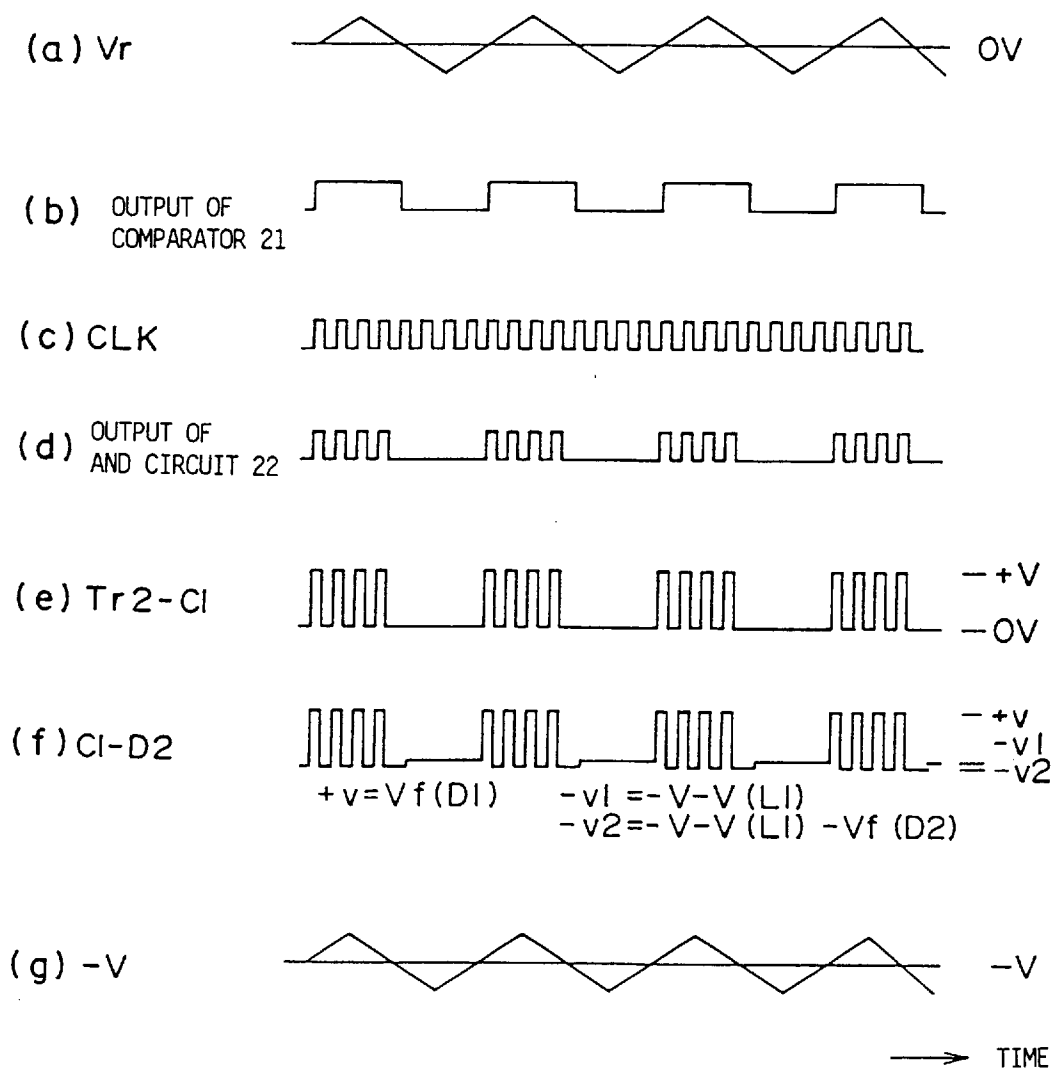 (a) Vr
0V
(b) OUTPUT OF
COMPARATOR 21
(c) CLK
(d) OUTPUT OF
AND CIRCUIT 22
(e) Tr2-C1
+V
0V
(f) C1-D2
+v
-v1
-v2
+v=Vf(D1)
-v1=-V-V(L1)
-v2=-V-V(L1)-Vf(D2)
(g) -V
-V
TIME